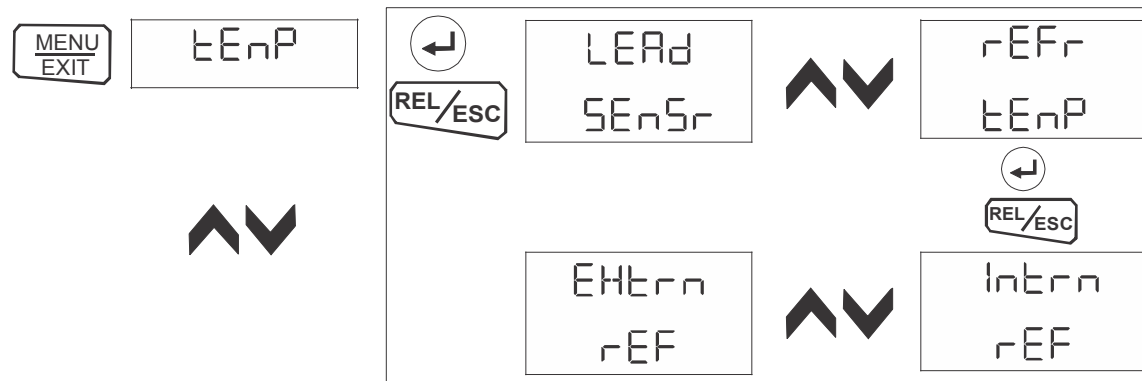 MENU
EXIT
tEnP
REL/ESC
LEAd
SEnSr
rEFr
tEnP
REL/ESC
EHtrn
rEF
Intrn
rEF